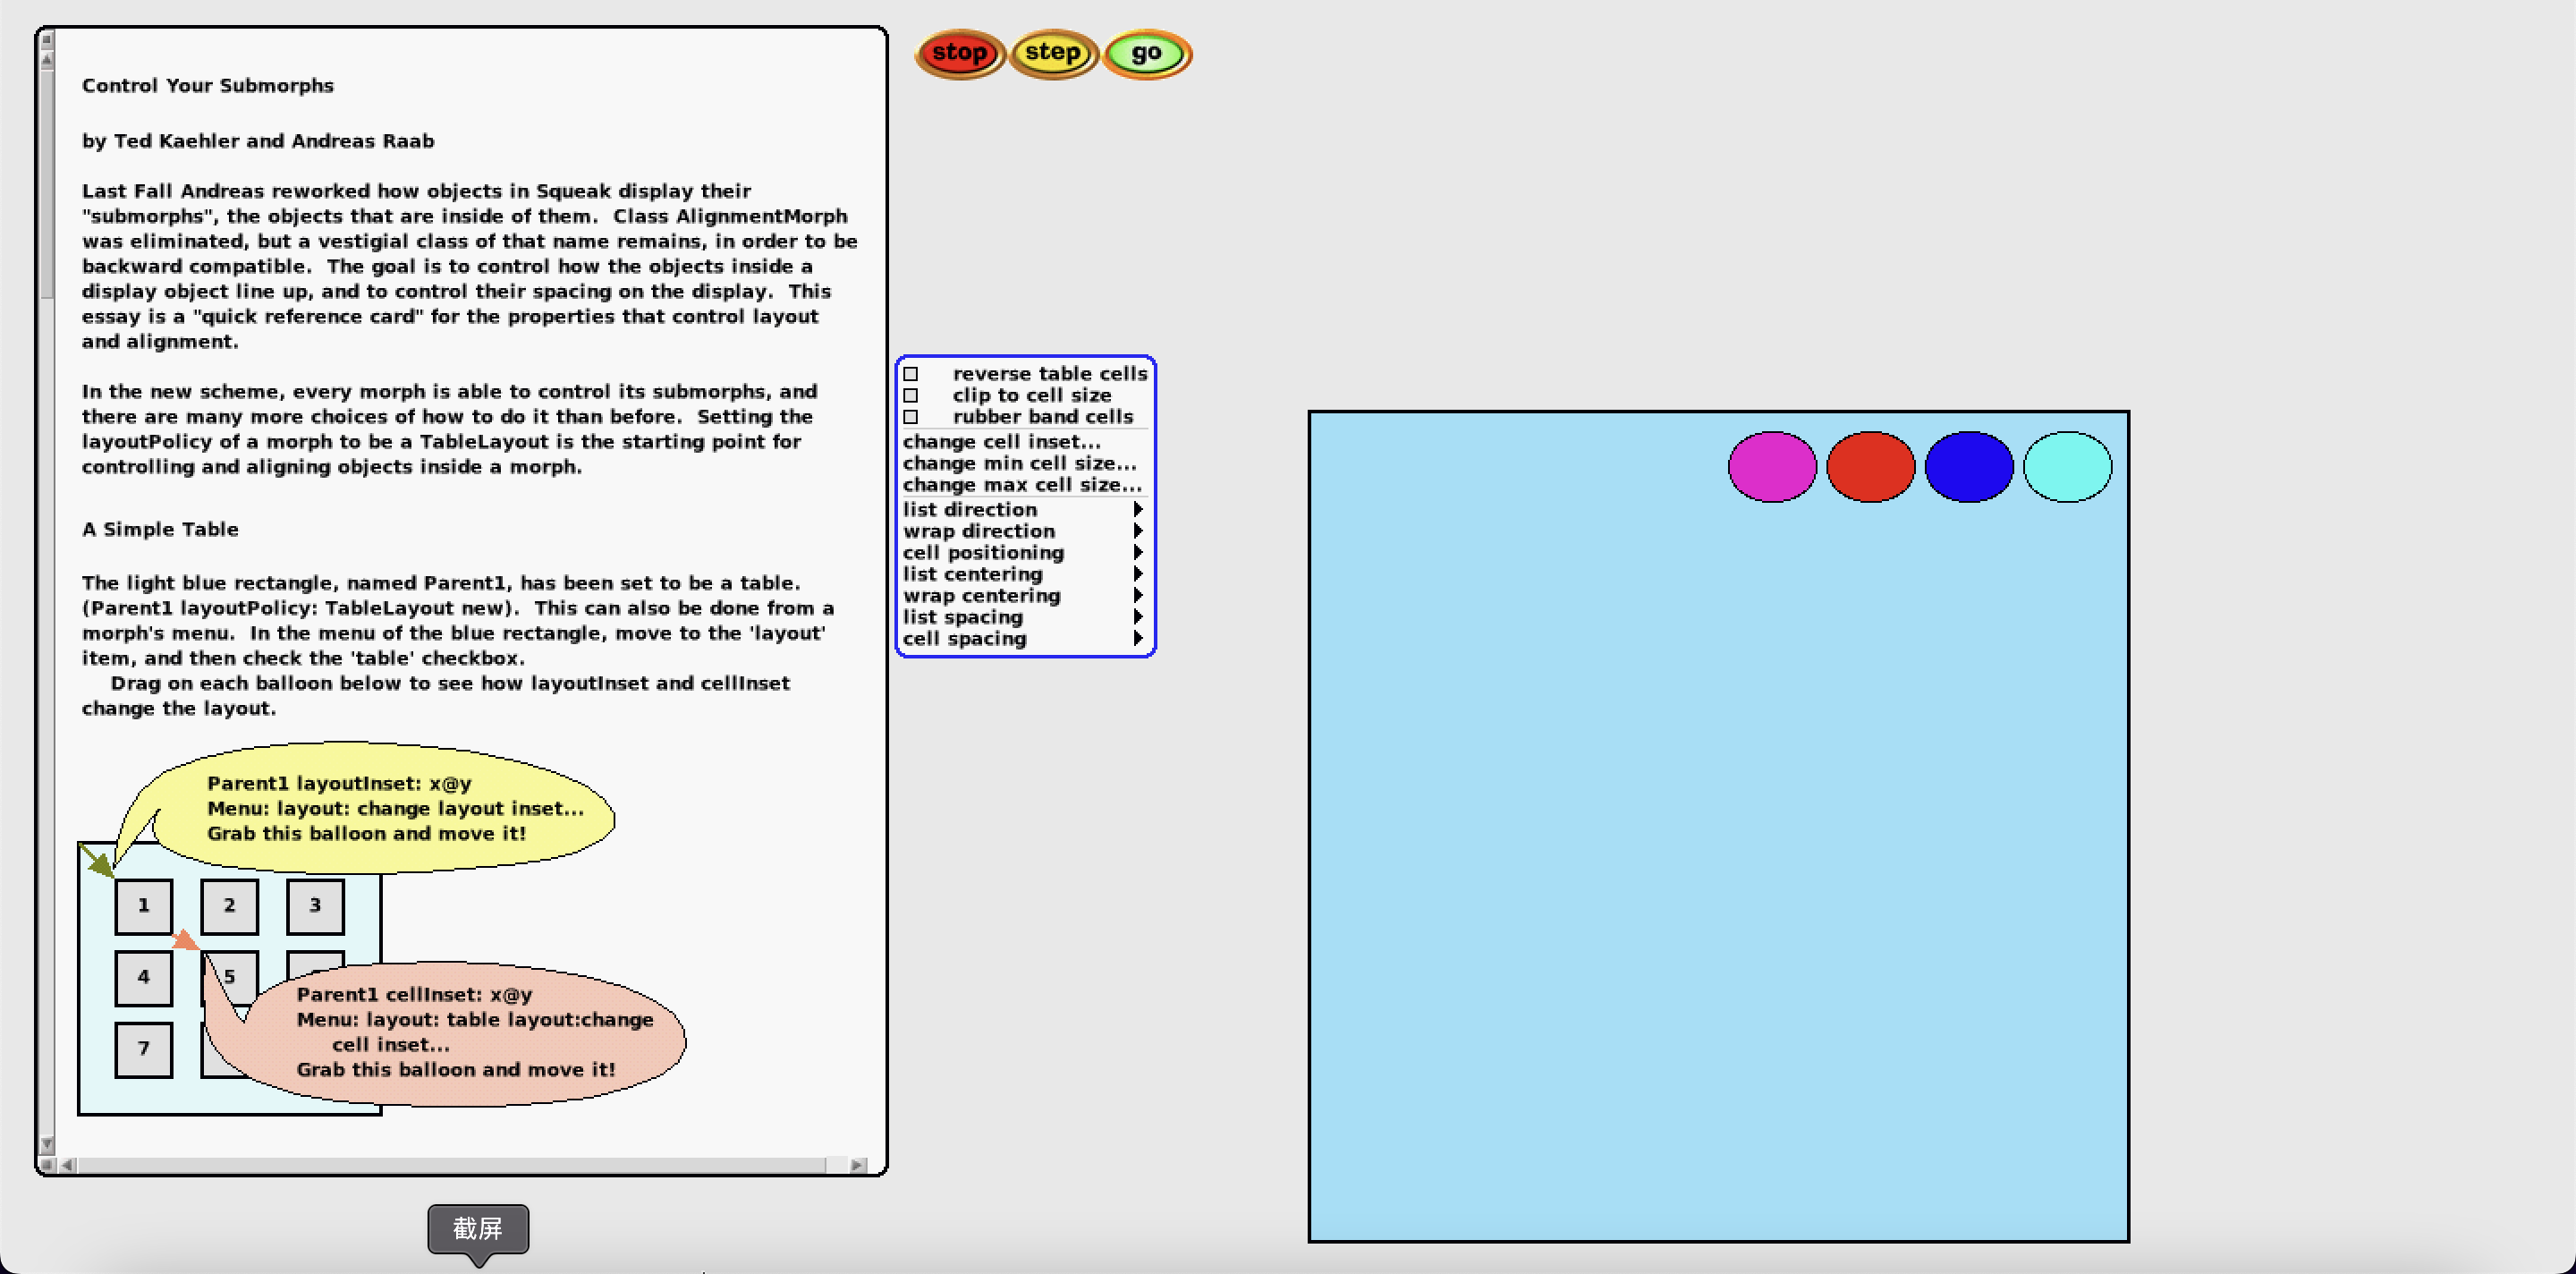 Control Your Submorphs
by Ted Kaehler and Andreas Raab
Last Fall Andreas reworked how objects in Squeak display their
"submorphs", the objects that are inside of them.  Class AlignmentMorph
was eliminated, but a vestigial class of that name remains, in order to be
backward compatible.  The goal is to control how the objects inside a
display object line up, and to control their spacing on the display.  This
essay is a "quick reference card" for the properties that control layout
and alignment.
In the new scheme, every morph is able to control its submorphs, and
there are many more choices of how to do it than before.  Setting the
layoutPolicy of a morph to be a TableLayout is the starting point for
controlling and aligning objects inside a morph.
A Simple Table
The light blue rectangle, named Parent1, has been set to be a table.
(Parent1 layoutPolicy: TableLayout new).  This can also be done from a
morph's menu.  In the menu of the blue rectangle, move to the 'layout'
item, and then check the 'table' checkbox.
Drag on each balloon below to see how layoutInset and cellInset
change the layout.
Parent1 layoutInset: x@y
Menu: layout: change layout inset...
Grab this balloon and move it!
1 2 3
4 5
7
Parent1 cellInset: x@y
Menu: layout: table layout:change
cell inset...
Grab this balloon and move it!
stop step go
reverse table cells
clip to cell size
rubber band cells
change cell inset...
change min cell size...
change max cell size...
list direction
wrap direction
cell positioning
list centering
wrap centering
list spacing
cell spacing
截屏